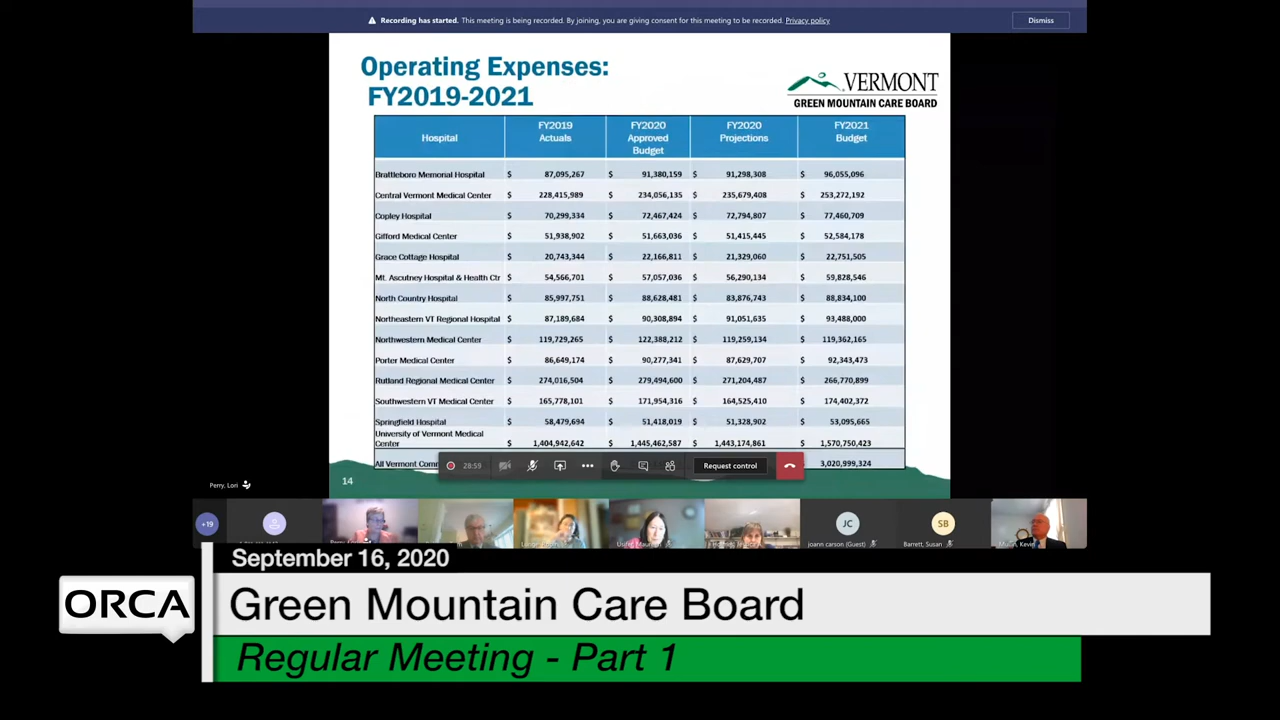 Recording has started. This meeting is being recorded. By joining, you are giving consent for this meeting to be recorded. Privacy policy
Dismiss
Operating Expenses:
FY2019-2021
VERMONT
GREEN MOUNTAIN CARE BOARD
Hospital FY2019 Actuals FY2020 Approved Budget FY2020 Projections FY2021 Budget
Brattleboro Memorial Hospital $ 87,095,267 $ 91,380,159 $ 91,298,308 $ 96,055,096
Central Vermont Medical Center $ 228,415,989 $ 234,056,135 $ 235,679,408 $ 253,272,192
Copley Hospital $ 70,299,334 $ 72,467,424 $ 72,794,807 $ 77,460,709
Gifford Medical Center $ 51,938,902 $ 51,663,036 $ 51,415,445 $ 52,584,178
Grace Cottage Hospital $ 20,743,344 $ 22,166,811 $ 21,329,060 $ 22,751,505
Mt. Ascutney Hospital & Health Ctr $ 54,566,701 $ 57,057,036 $ 56,290,134 $ 59,828,546
North Country Hospital $ 85,997,751 $ 88,628,481 $ 83,876,743 $ 88,834,100
Northeastern VT Regional Hospital $ 87,189,684 $ 90,308,894 $ 91,051,635 $ 93,488,000
Northwestern Medical Center $ 119,729,265 $ 122,388,212 $ 119,259,134 $ 119,362,165
Porter Medical Center $ 86,649,174 $ 90,277,341 $ 87,629,707 $ 92,343,473
Rutland Regional Medical Center $ 274,016,504 $ 279,494,600 $ 271,204,487 $ 266,770,899
Southwestern VT Medical Center $ 165,778,101 $ 171,954,316 $ 164,525,410 $ 174,402,372
Springfield Hospital $ 58,479,694 $ 51,418,019 $ 51,328,902 $ 53,095,665
University of Vermont Medical
Center $ 1,404,942,642 $ 1,445,462,587 $ 1,443,174,861 $ 1,570,750,423
All Vermont Comm 3,020,999,324
28:59
Request control
14
Perry, Lori
+19
JC
SB
joann carson (Guest)
Barrett, Susan
September 16, 2020
ORCA
Green Mountain Care Board
Regular Meeting - Part 1